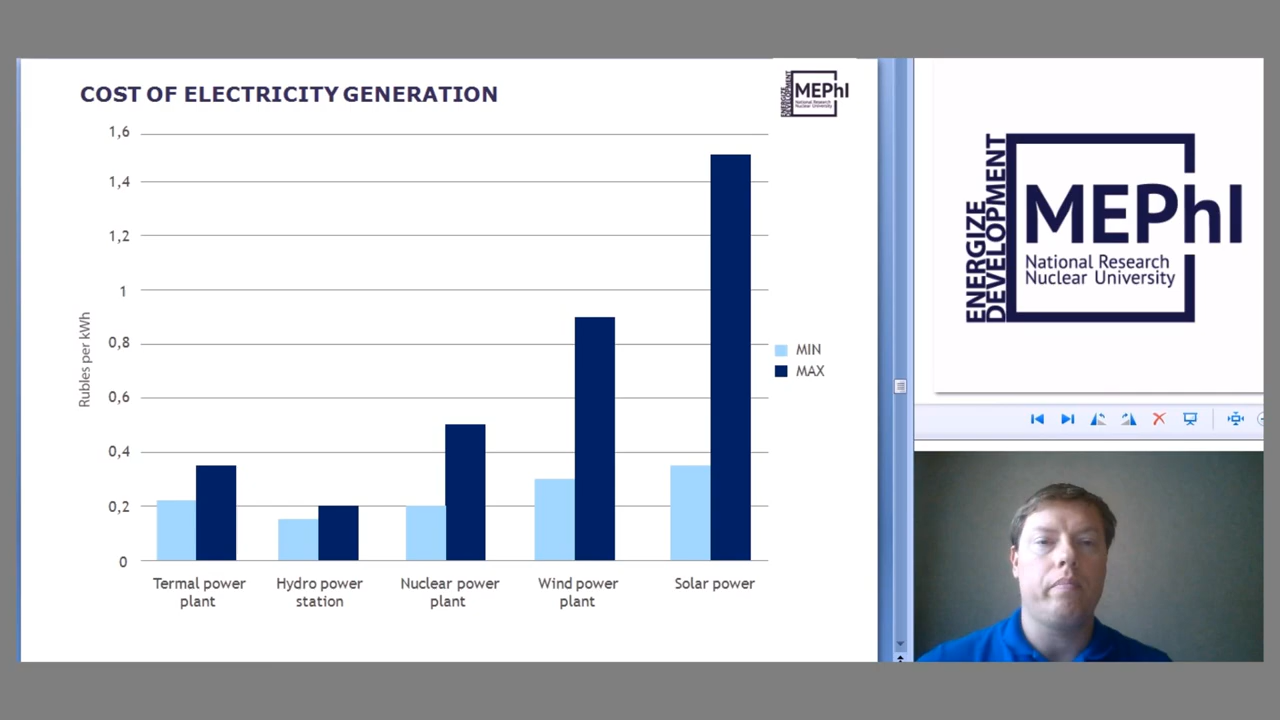 COST OF ELECTRICITY GENERATION
ENERGIZE
DEVELOPMENT
MEPhI
National Research
Nuclear University
1,6
1,4
1,2
1
0,8
0,6
0,4
0,2
0
Rubles per kWh
MIN
MAX
Termal power
plant
Hydro power
station
Nuclear power
plant
Wind power
plant
Solar power
ENERGIZE
DEVELOPMENT
MEPhI
National Research
Nuclear University